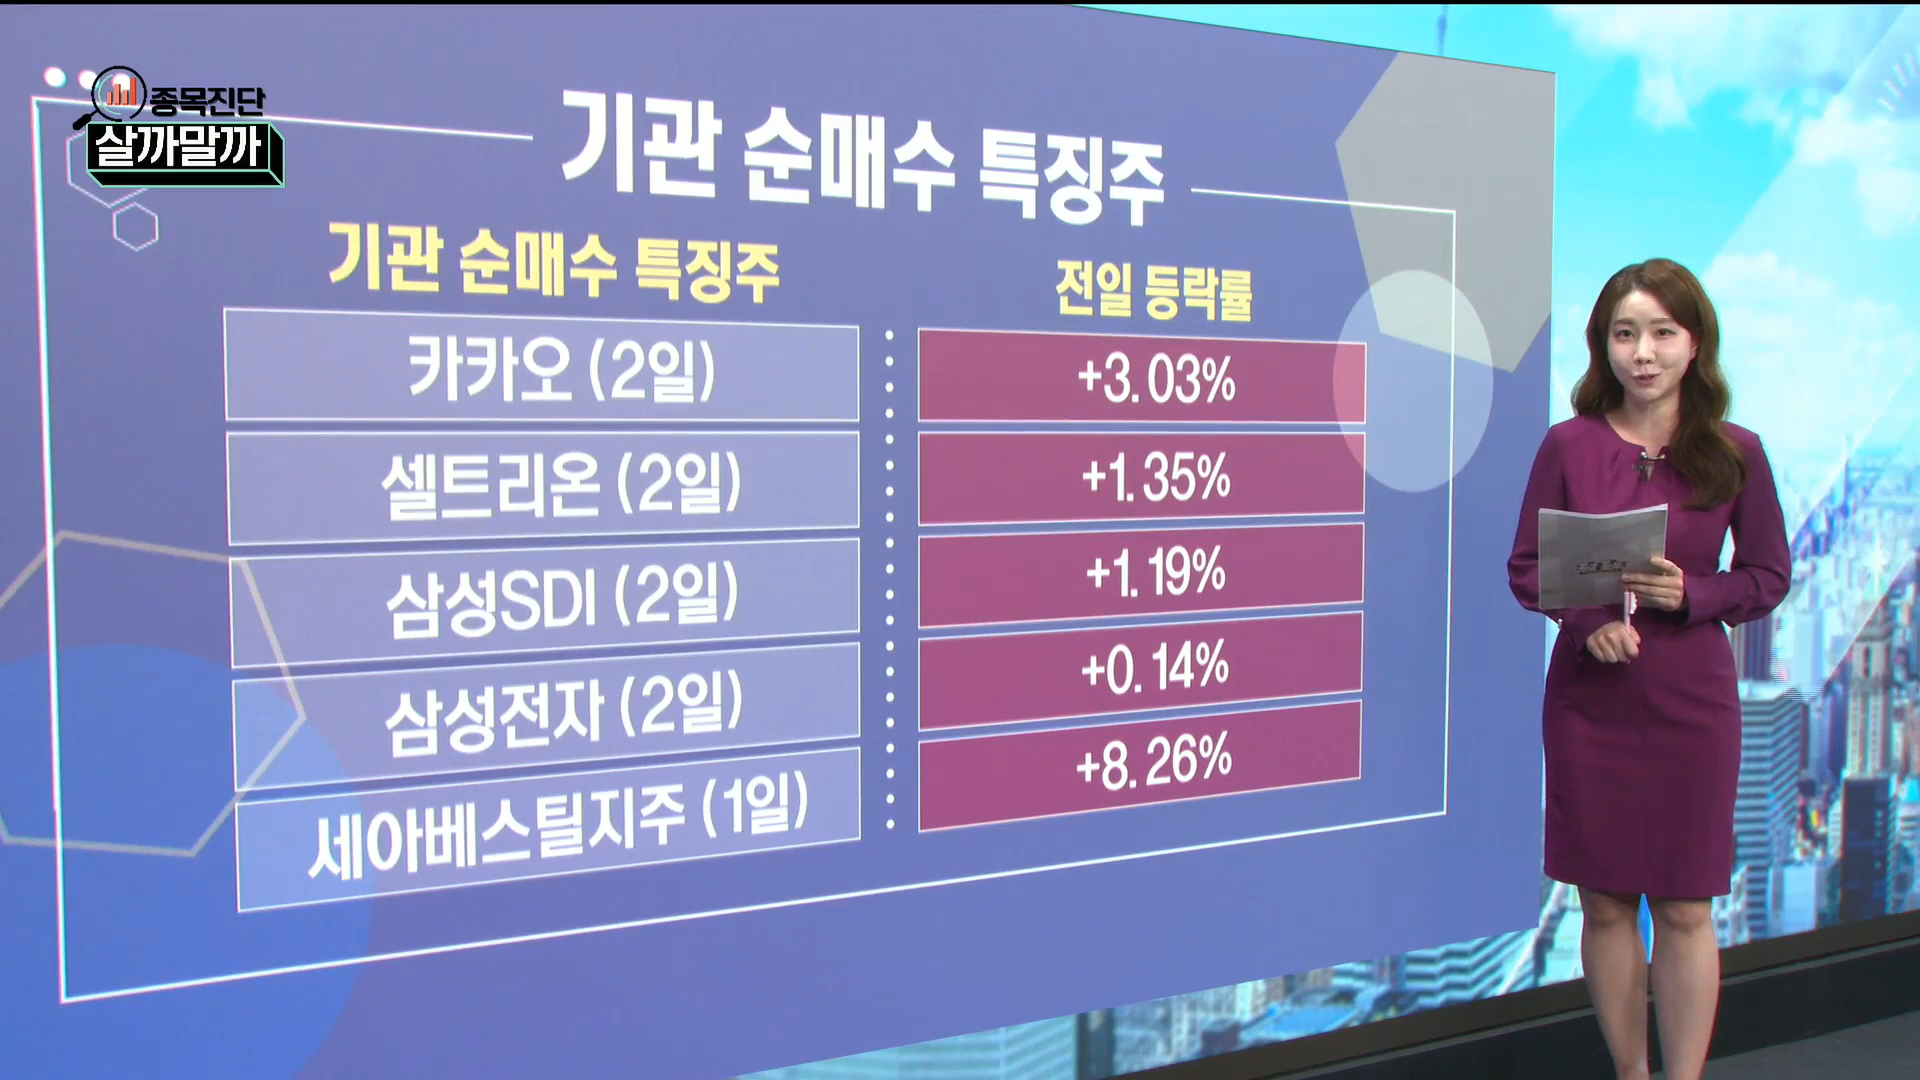 종목진단
살까말까
기관 순매수 특징주
기관 순매수 특징주
전일 등락률
카카오 (2일)
+3.03%
셀트리온 (2일)
+1.35%
삼성SDI (2일)
+1.19%
삼성전자 (2일)
+0.14%
세아베스틸지주 (1일)
+8.26%